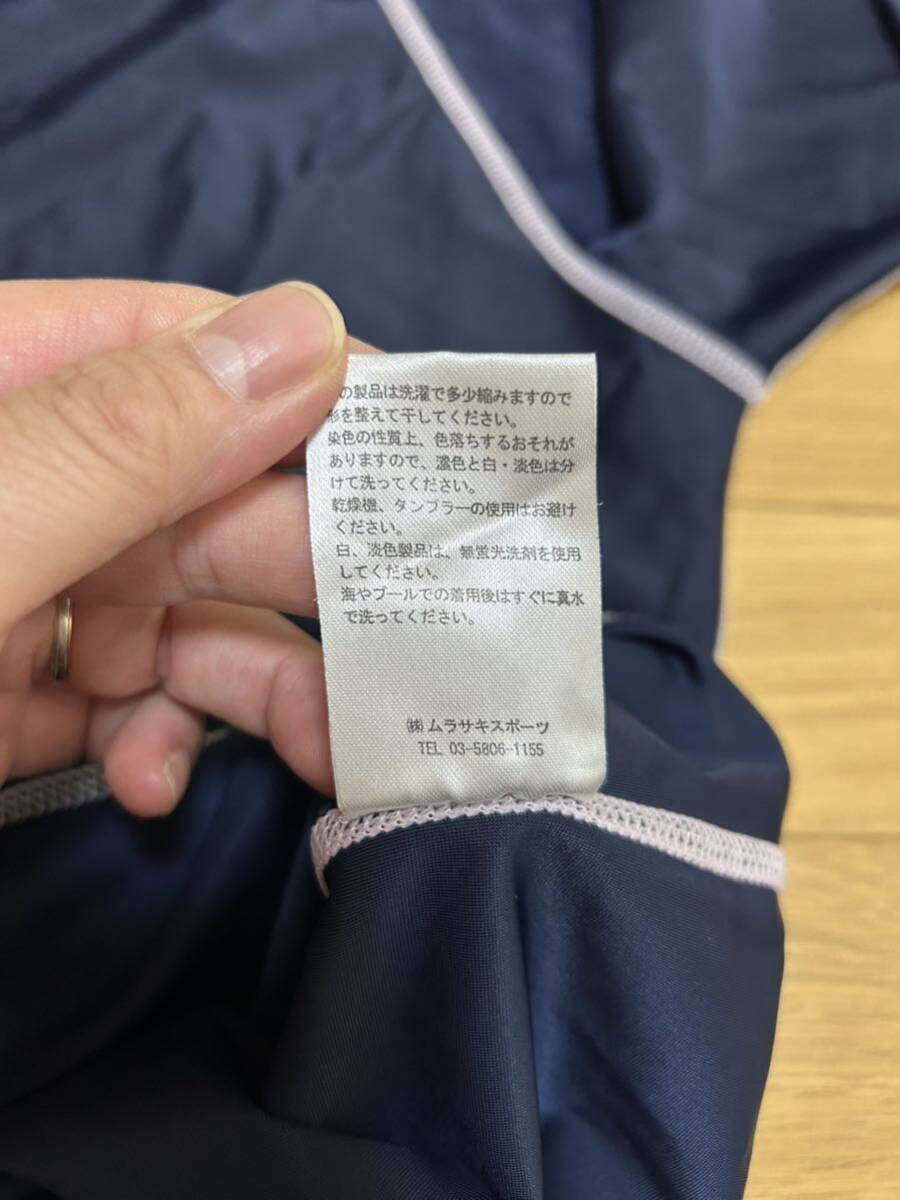 の製品は洗濯で多少縮みますので
形を整えて干してください。
染色の性質上、色落ちするおそれが
ありますので、濃色と白・淡色は分
けて洗ってください。
乾燥機、タンブラーの使用はお避け
ください。
白、淡色製品は、無蛍光洗剤を使用
してください。
海やプールでの着用後はすぐに真水
で洗ってください。
㈱ムラサキスポーツ
TEL 03-5806-1155